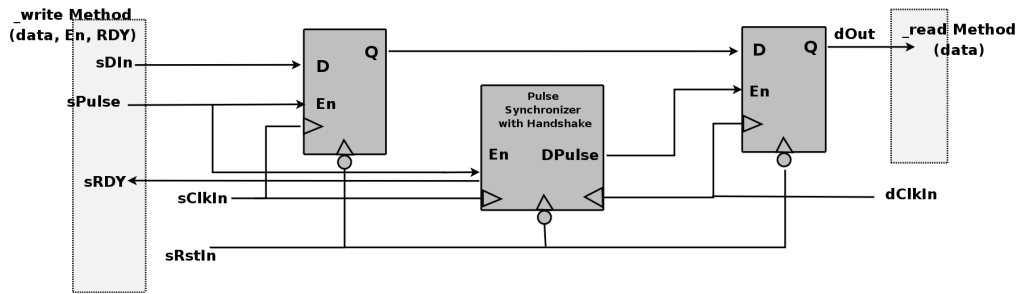 _write Method
(data, En, RDY)
sDIn
sPulse
sRDY
sClkIn
sRstIn
D
Q
En
Pulse
Synchronizer
with Handshake
En
DPulse
D
Q
En
dOut
_read Method
(data)
dClkIn